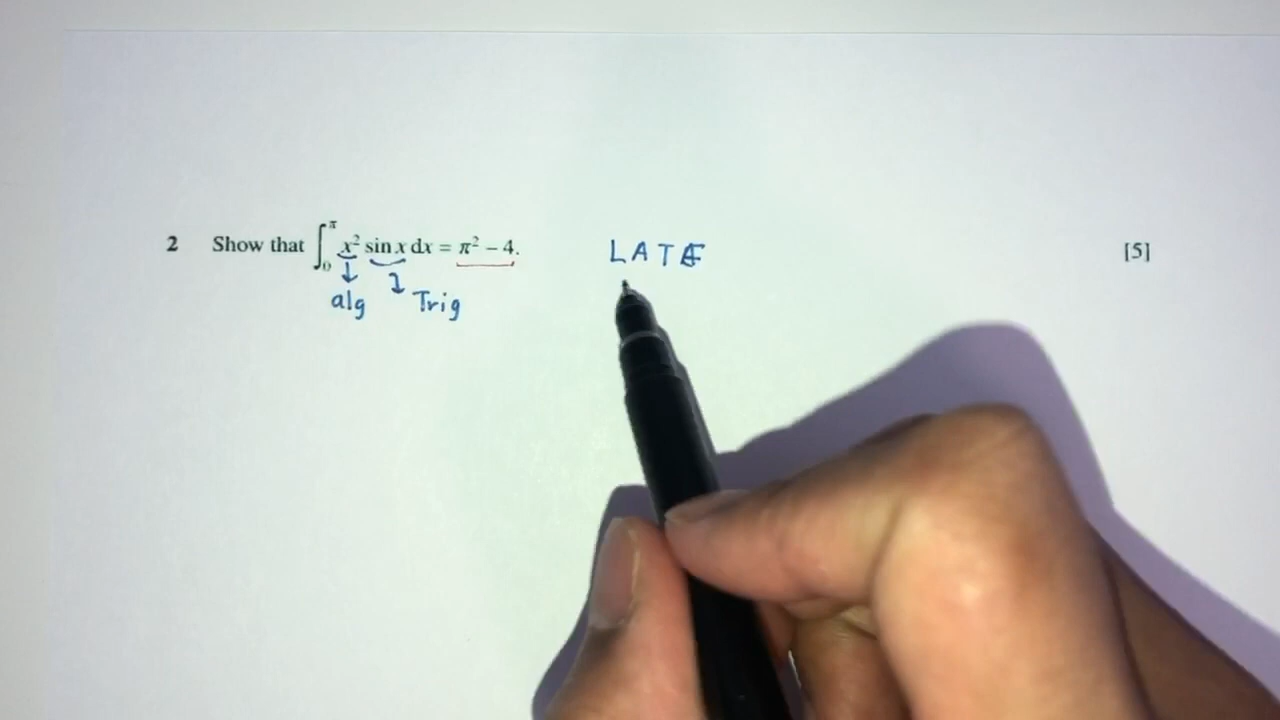 2 Show that ∫₀^π x² sin x dx = π² − 4. [5]
LATE
alg Trig